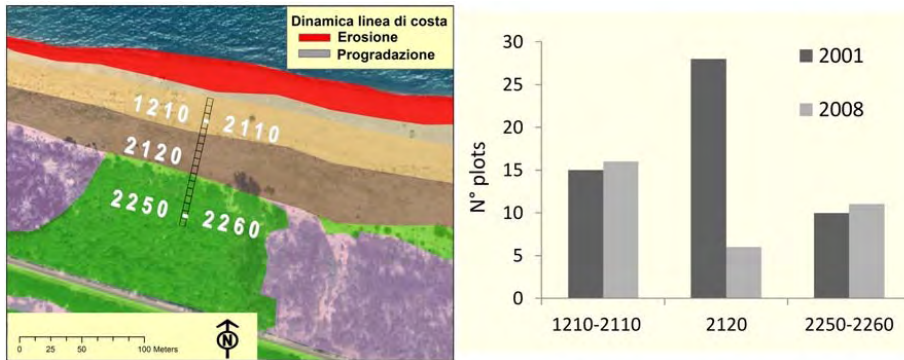 Dinamica linea di costa
Erosione
Progradazione
1210
2110
2120
2250
2260
0 25 50 100 Meters
N
30
25
20
15
10
5
0
N° plots
2001
2008
1210-2110
2120
2250-2260